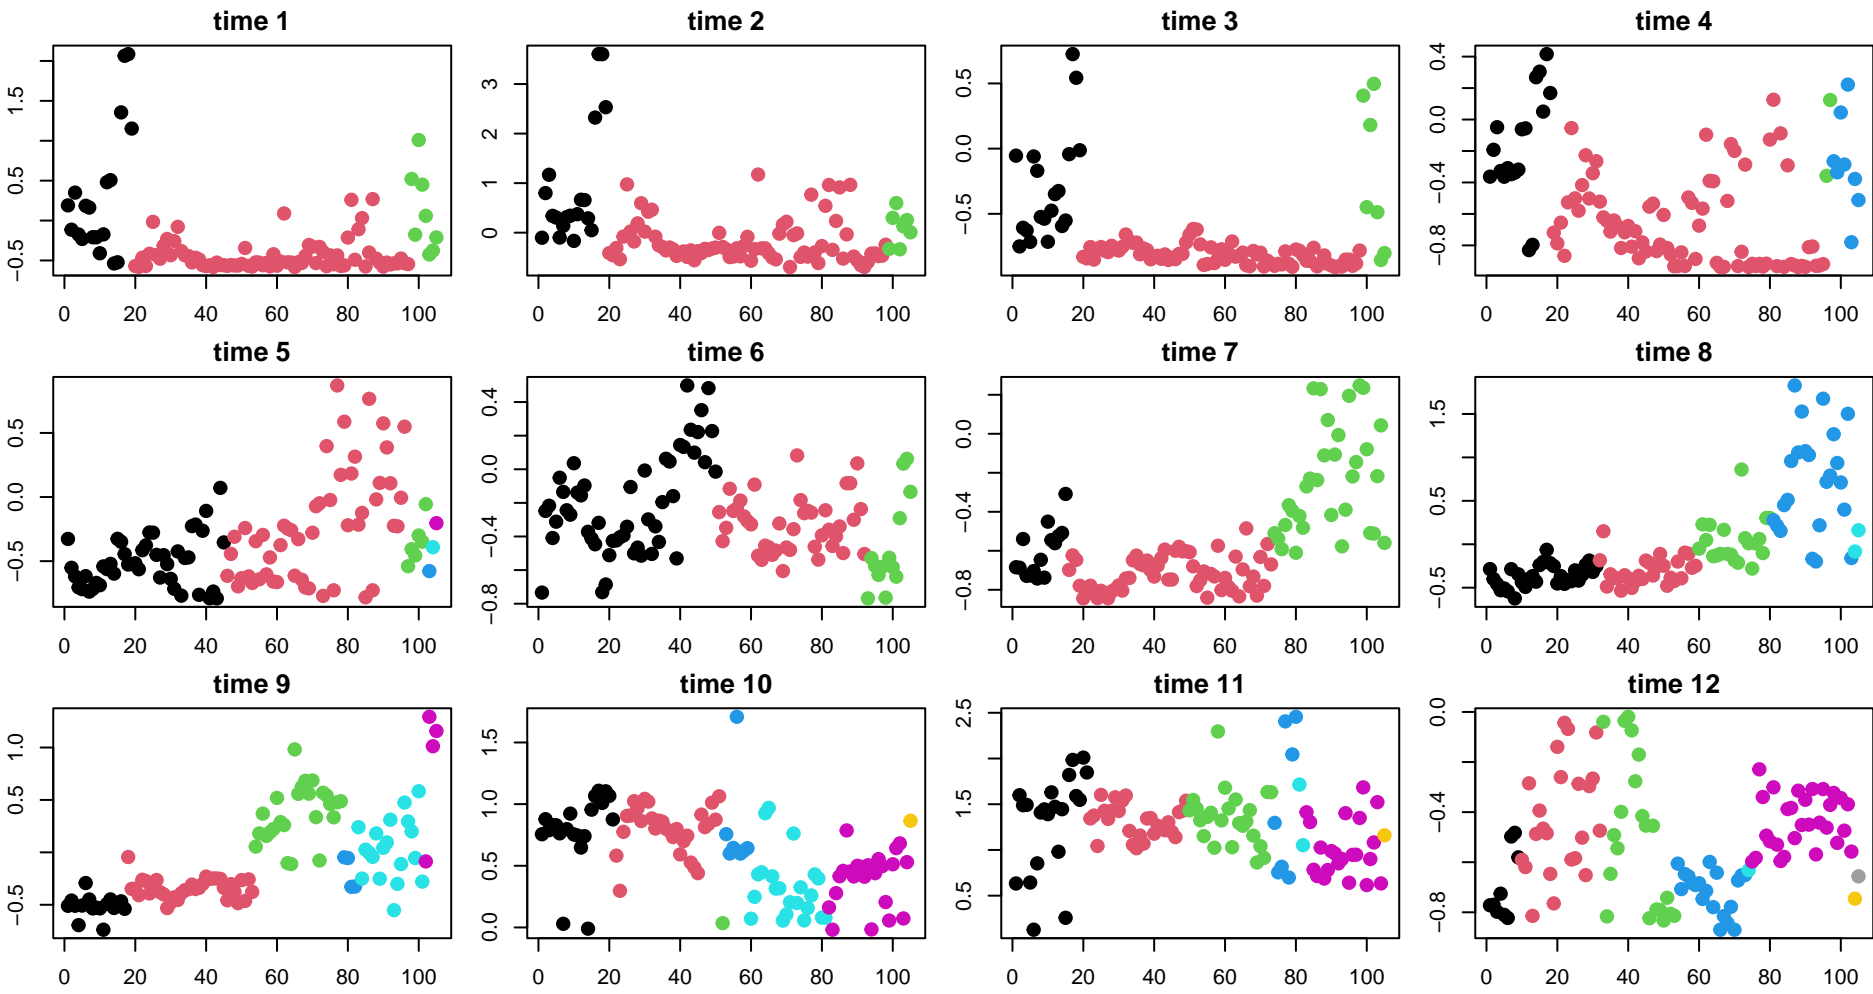 time 1
time 2
time 3
time 4
-0.5 0.5 1.5
0 1 2 3
-0.5 0.0 0.5
-0.8 -0.4 0.0 0.4
0 20 40 60 80 100
0 20 40 60 80 100
0 20 40 60 80 100
0 20 40 60 80 100
time 5
time 6
time 7
time 8
-0.5 0.0 0.5
-0.8 -0.4 0.0 0.4
-0.8 -0.4 0.0
-0.5 0.5 1.5
0 20 40 60 80 100
0 20 40 60 80 100
0 20 40 60 80 100
0 20 40 60 80 100
time 9
time 10
time 11
time 12
-0.5 0.5 1.0
0.0 0.5 1.0 1.5
0.5 1.5 2.5
-0.8 -0.4 0.0
0 20 40 60 80 100
0 20 40 60 80 100
0 20 40 60 80 100
0 20 40 60 80 100